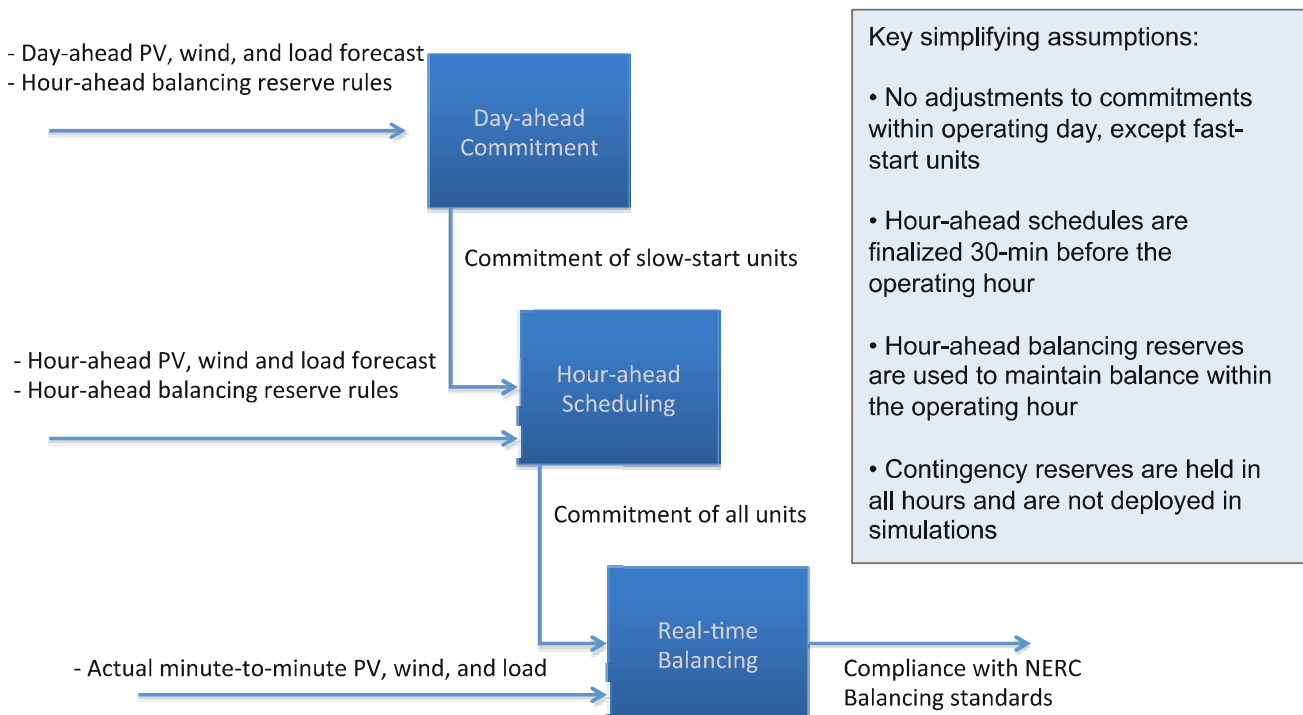 - Day-ahead PV, wind, and load forecast
- Hour-ahead balancing reserve rules
Day-ahead
Commitment
Commitment of slow-start units
- Hour-ahead PV, wind and load forecast
- Hour-ahead balancing reserve rules
Hour-ahead
Scheduling
Commitment of all units
- Actual minute-to-minute PV, wind, and load
Real-time
Balancing
Compliance with NERC
Balancing standards
Key simplifying assumptions:
• No adjustments to commitments
within operating day, except fast-
start units
• Hour-ahead schedules are
finalized 30-min before the
operating hour
• Hour-ahead balancing reserves
are used to maintain balance within
the operating hour
• Contingency reserves are held in
all hours and are not deployed in
simulations